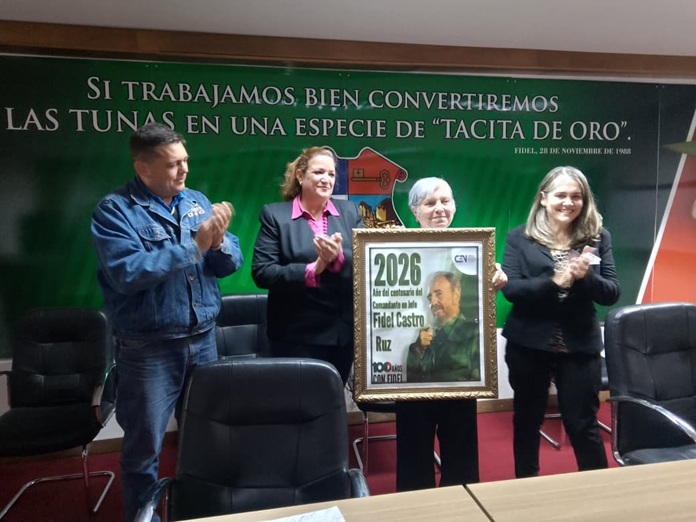 SI TRABAJAMOS BIEN CONVERTIREMOS
LAS TUNAS EN UNA ESPECIE DE “TACITA DE ORO”.
FIDEL, 28 DE NOVIEMBRE DE 1988
2026
Año del centenario del
Comandante en Jefe
Fidel Castro
Ruz
100 AÑOS
CON FIDEL